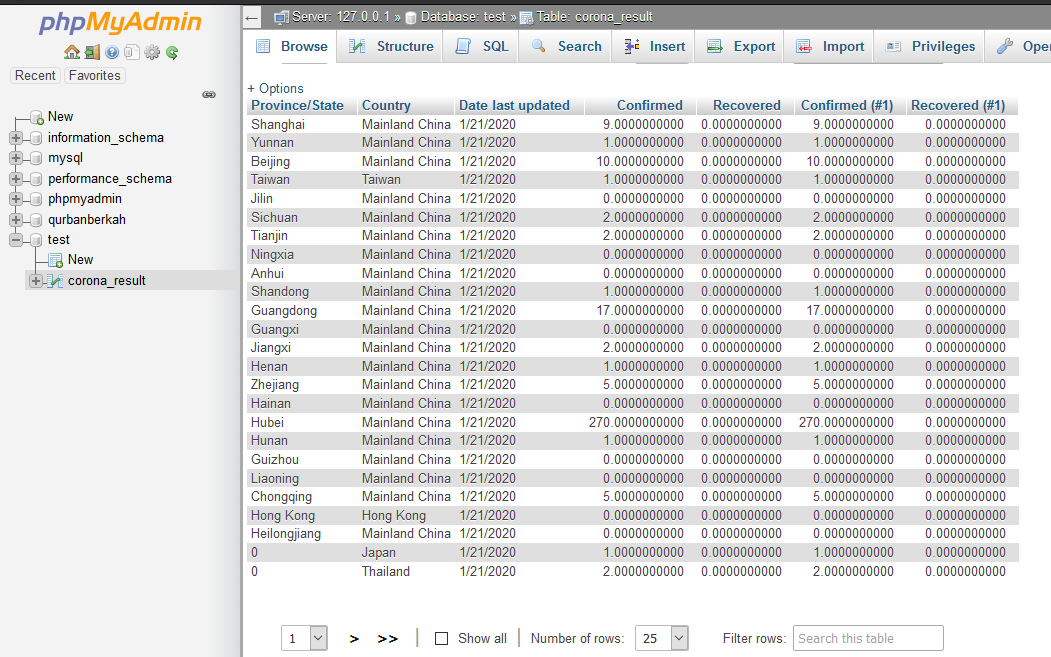 phpMyAdmin
Recent Favorites
New
information_schema
mysql
performance_schema
phpmyadmin
qurbanberkah
test
New
corona_result
Server: 127.0.0.1 » Database: test » Table: corona_result
Browse Structure SQL Search Insert Export Import Privileges Oper
+ Options
Province/State Country Date last updated Confirmed Recovered Confirmed (#1) Recovered (#1)
Shanghai Mainland China 1/21/2020 9.0000000000 0.0000000000 9.0000000000 0.0000000000
Yunnan Mainland China 1/21/2020 1.0000000000 0.0000000000 1.0000000000 0.0000000000
Beijing Mainland China 1/21/2020 10.0000000000 0.0000000000 10.0000000000 0.0000000000
Taiwan Taiwan 1/21/2020 1.0000000000 0.0000000000 1.0000000000 0.0000000000
Jilin Mainland China 1/21/2020 0.0000000000 0.0000000000 0.0000000000 0.0000000000
Sichuan Mainland China 1/21/2020 2.0000000000 0.0000000000 2.0000000000 0.0000000000
Tianjin Mainland China 1/21/2020 2.0000000000 0.0000000000 2.0000000000 0.0000000000
Ningxia Mainland China 1/21/2020 0.0000000000 0.0000000000 0.0000000000 0.0000000000
Anhui Mainland China 1/21/2020 0.0000000000 0.0000000000 0.0000000000 0.0000000000
Shandong Mainland China 1/21/2020 1.0000000000 0.0000000000 1.0000000000 0.0000000000
Guangdong Mainland China 1/21/2020 17.0000000000 0.0000000000 17.0000000000 0.0000000000
Guangxi Mainland China 1/21/2020 0.0000000000 0.0000000000 0.0000000000 0.0000000000
Jiangxi Mainland China 1/21/2020 2.0000000000 0.0000000000 2.0000000000 0.0000000000
Henan Mainland China 1/21/2020 1.0000000000 0.0000000000 1.0000000000 0.0000000000
Zhejiang Mainland China 1/21/2020 5.0000000000 0.0000000000 5.0000000000 0.0000000000
Hainan Mainland China 1/21/2020 0.0000000000 0.0000000000 0.0000000000 0.0000000000
Hubei Mainland China 1/21/2020 270.0000000000 0.0000000000 270.0000000000 0.0000000000
Hunan Mainland China 1/21/2020 1.0000000000 0.0000000000 1.0000000000 0.0000000000
Guizhou Mainland China 1/21/2020 0.0000000000 0.0000000000 0.0000000000 0.0000000000
Liaoning Mainland China 1/21/2020 0.0000000000 0.0000000000 0.0000000000 0.0000000000
Chongqing Mainland China 1/21/2020 5.0000000000 0.0000000000 5.0000000000 0.0000000000
Hong Kong Hong Kong 1/21/2020 0.0000000000 0.0000000000 0.0000000000 0.0000000000
Heilongjiang Mainland China 1/21/2020 0.0000000000 0.0000000000 0.0000000000 0.0000000000
0 Japan 1/21/2020 1.0000000000 0.0000000000 1.0000000000 0.0000000000
0 Thailand 1/21/2020 2.0000000000 0.0000000000 2.0000000000 0.0000000000
1 > >> Show all Number of rows: 25 Filter rows: Search this table